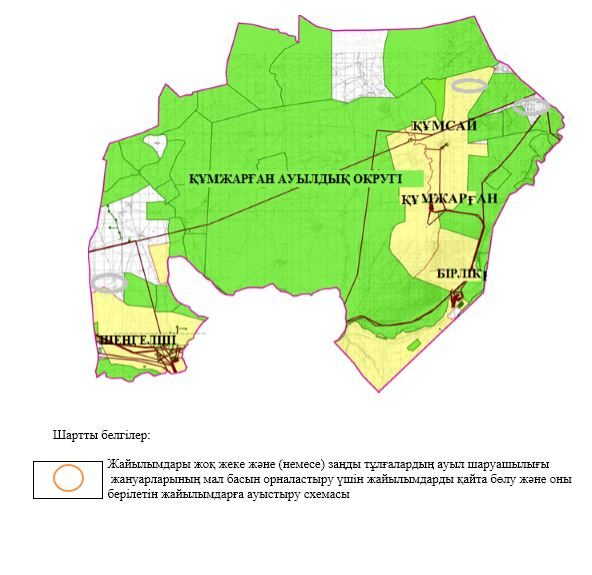 ҚҰМСАЙ
ҚҰМЖАРҒАН АУЫЛДЫҚ ОКРУГІ
ҚҰМЖАРҒАН
БІРЛІК
ШЕҢГЕЛШІ
Шартты белгілер:
Жайылымдары жоқ жеке және (немесе) заңды тұлғалардың ауыл шаруашылығы
жануарларының мал басын орналастыру үшін жайылымдарды қайта бөлу және оны
берілетін жайылымдарға ауыстыру схемасы